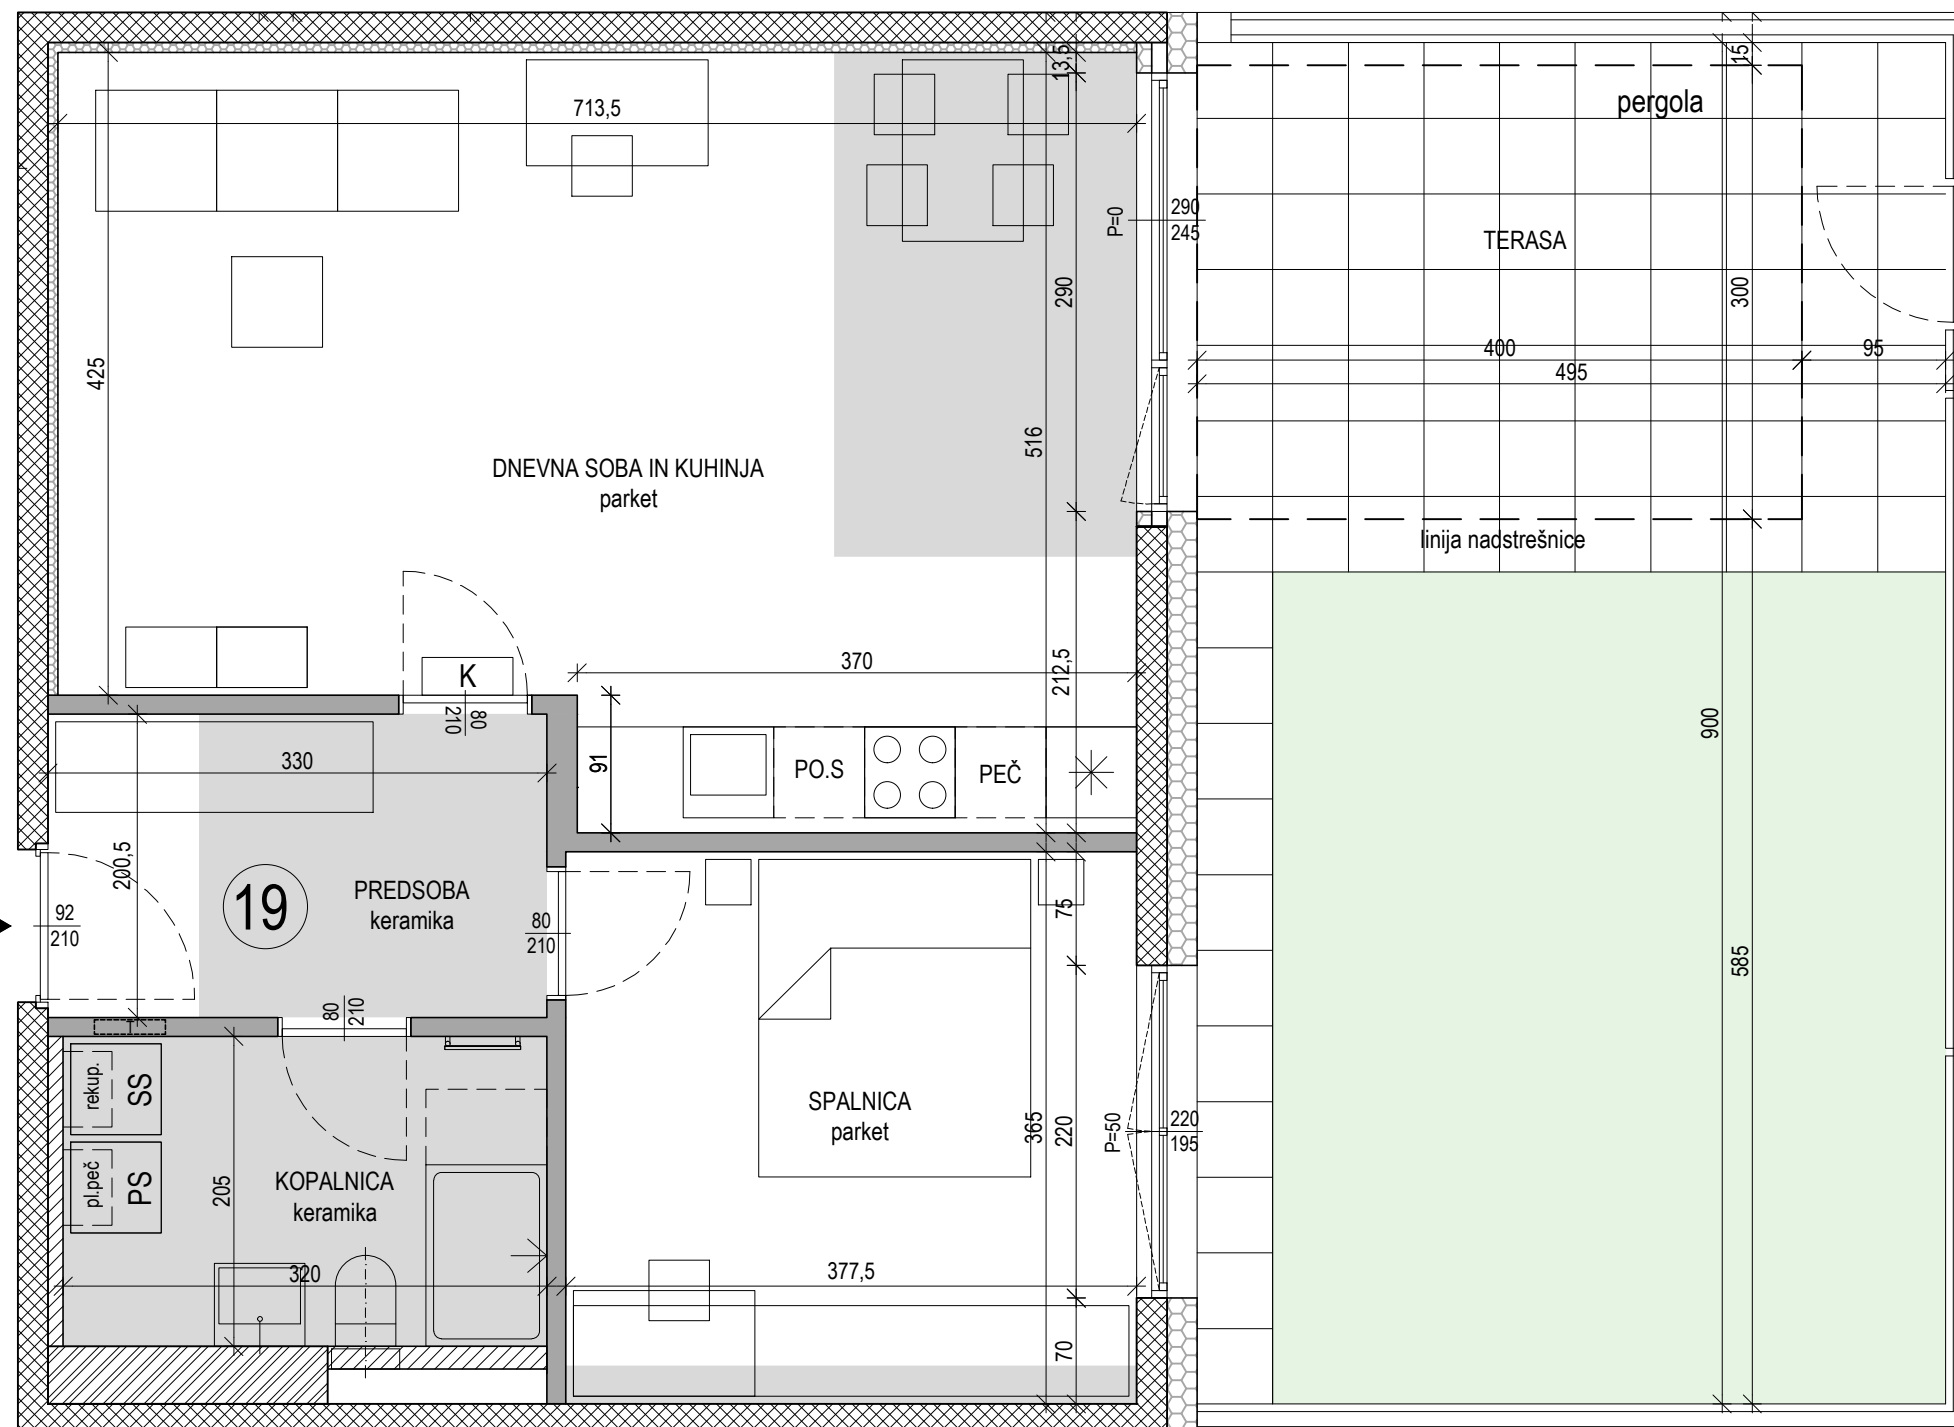 13,5
15
713,5
pergola
P=0
290
245
TERASA
290
300
400
95
495
425
516
DNEVNA SOBA IN KUHINJA
parket
linija nadstrešnice
370
212,5
K
80
210
900
330
91
PO.S
PEČ
200,5
19
PREDSOBA
keramika
92
210
80
210
75
585
80
210
T
rekup.
SS
SPALNICA
parket
365
220
P=50
220
195
pl.peč
PS
205
KOPALNICA
keramika
320
377,5
70